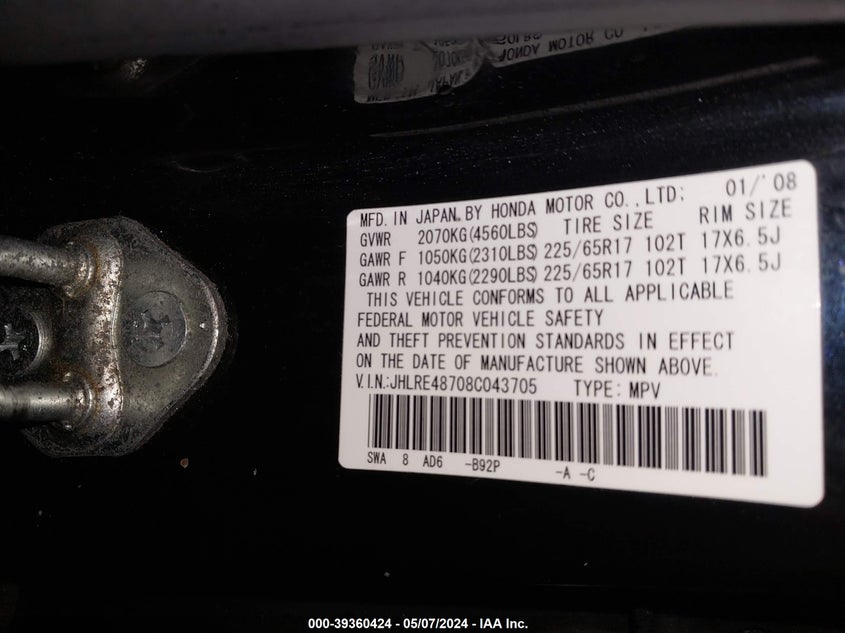 MFD. IN JAPAN. BY HONDA MOTOR CO.,LTD; 01/'08
GVWR 2070KG(4560LBS) TIRE SIZE RIM SIZE
GAWR F 1050KG(2310LBS) 225/65R17 102T 17X6.5J
GAWR R 1040KG(2290LBS) 225/65R17 102T 17X6.5J
THIS VEHICLE CONFORMS TO ALL APPLICABLE
FEDERAL MOTOR VEHICLE SAFETY
AND THEFT PREVENTION STANDARDS IN EFFECT
ON THE DATE OF MANUFACTURE SHOWN ABOVE.
V.I.N.:JHLRE48708C043705 TYPE: MPV
SWA 8 AD6 -B92P -A -C
000-39360424 - 05/07/2024 - IAA Inc.